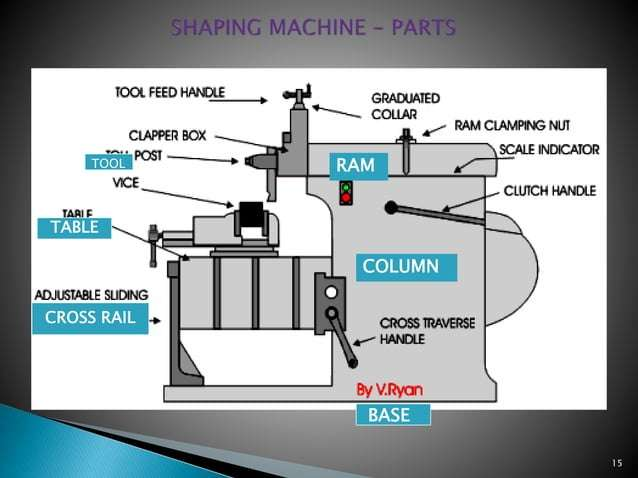 SHAPING MACHINE – PARTS
TOOL FEED HANDLE
GRADUATED
COLLAR
CLAPPER BOX
RAM CLAMPING NUT
TOOL
POST
RAM
SCALE INDICATOR
VICE
CLUTCH HANDLE
TABLE
TABLE
COLUMN
ADJUSTABLE SLIDING
CROSS RAIL
CROSS TRAVERSE
HANDLE
By V.Ryan
BASE
15